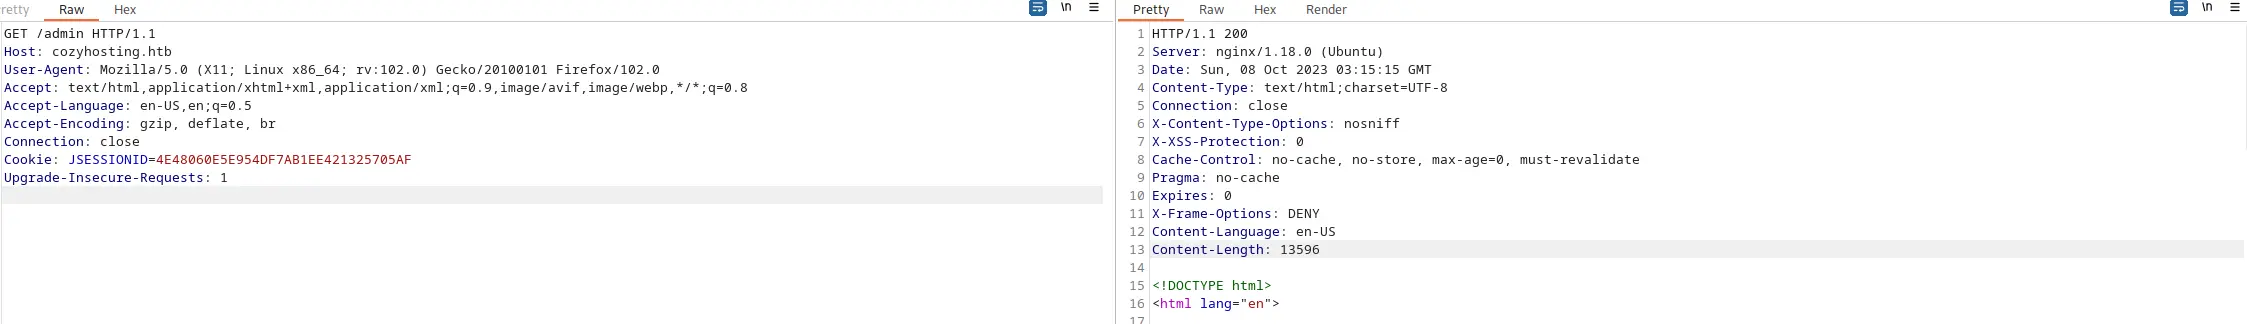 retty Raw Hex \n
GET /admin HTTP/1.1
Host: cozyhosting.htb
User-Agent: Mozilla/5.0 (X11; Linux x86_64; rv:102.0) Gecko/20100101 Firefox/102.0
Accept: text/html,application/xhtml+xml,application/xml;q=0.9,image/avif,image/webp,*/*;q=0.8
Accept-Language: en-US,en;q=0.5
Accept-Encoding: gzip, deflate, br
Connection: close
Cookie: JSESSIONID=4E48060E5E954DF7AB1EE421325705AF
Upgrade-Insecure-Requests: 1
Pretty Raw Hex Render \n
1 HTTP/1.1 200
2 Server: nginx/1.18.0 (Ubuntu)
3 Date: Sun, 08 Oct 2023 03:15:15 GMT
4 Content-Type: text/html;charset=UTF-8
5 Connection: close
6 X-Content-Type-Options: nosniff
7 X-XSS-Protection: 0
8 Cache-Control: no-cache, no-store, max-age=0, must-revalidate
9 Pragma: no-cache
10 Expires: 0
11 X-Frame-Options: DENY
12 Content-Language: en-US
13 Content-Length: 13596
14
15 <!DOCTYPE html>
16 <html lang="en">
17